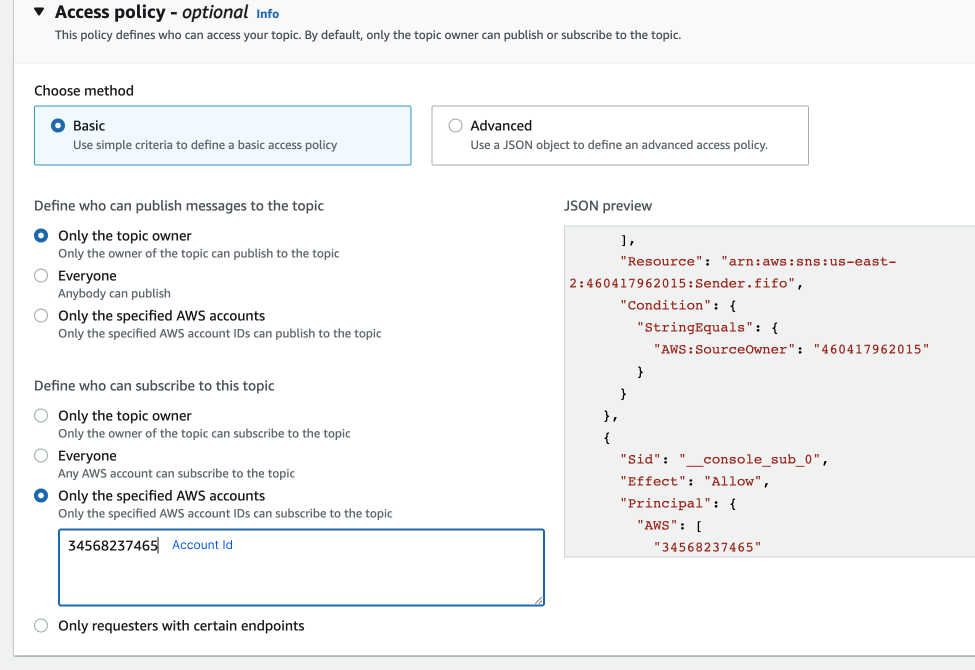 ▼ Access policy - optional Info
This policy defines who can access your topic. By default, only the topic owner can publish or subscribe to the topic.
Choose method
Basic
Use simple criteria to define a basic access policy
Advanced
Use a JSON object to define an advanced access policy.
Define who can publish messages to the topic
Only the topic owner
Only the owner of the topic can publish to the topic
Everyone
Anybody can publish
Only the specified AWS accounts
Only the specified AWS account IDs can publish to the topic
Define who can subscribe to this topic
Only the topic owner
Only the owner of the topic can subscribe to the topic
Everyone
Any AWS account can subscribe to the topic
Only the specified AWS accounts
Only the specified AWS account IDs can subscribe to the topic
34568237465 Account Id
Only requesters with certain endpoints
JSON preview
],
"Resource": "arn:aws:sns:us-east-
2:460417962015:Sender.fifo",
"Condition": {
"StringEquals": {
"AWS:SourceOwner": "460417962015"
}
}
},
{
"Sid": "__console_sub_0",
"Effect": "Allow",
"Principal": {
"AWS": [
"34568237465"